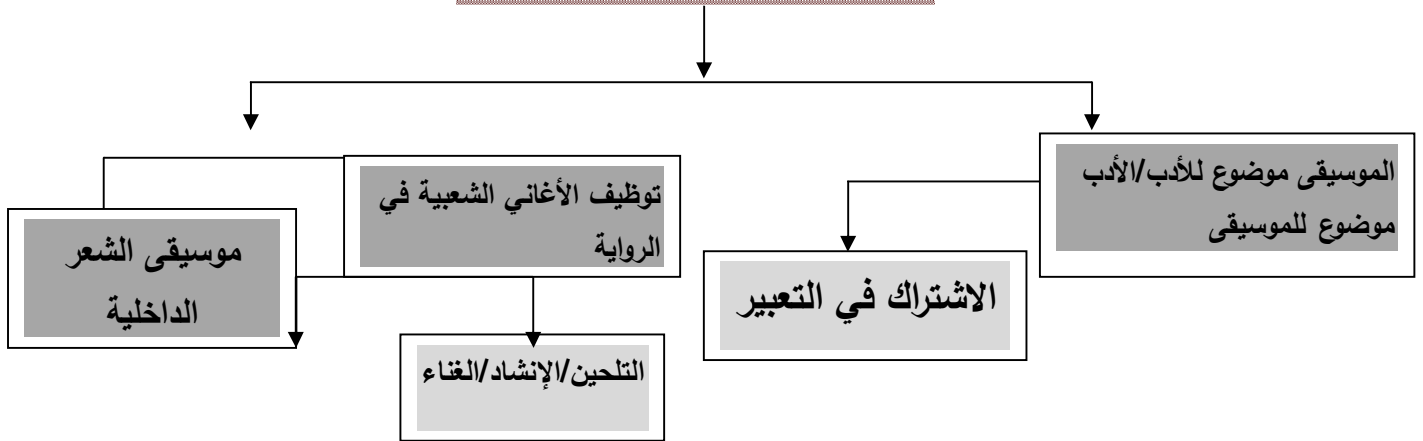 الموسيقى موضوع للأدب/الأدب
موضوع للموسيقى
توظيف الأغاني الشعبية في
الرواية
موسيقى الشعر
الداخلية
الاشتراك في التعبير
التلحين/الإنشاد/الغناء